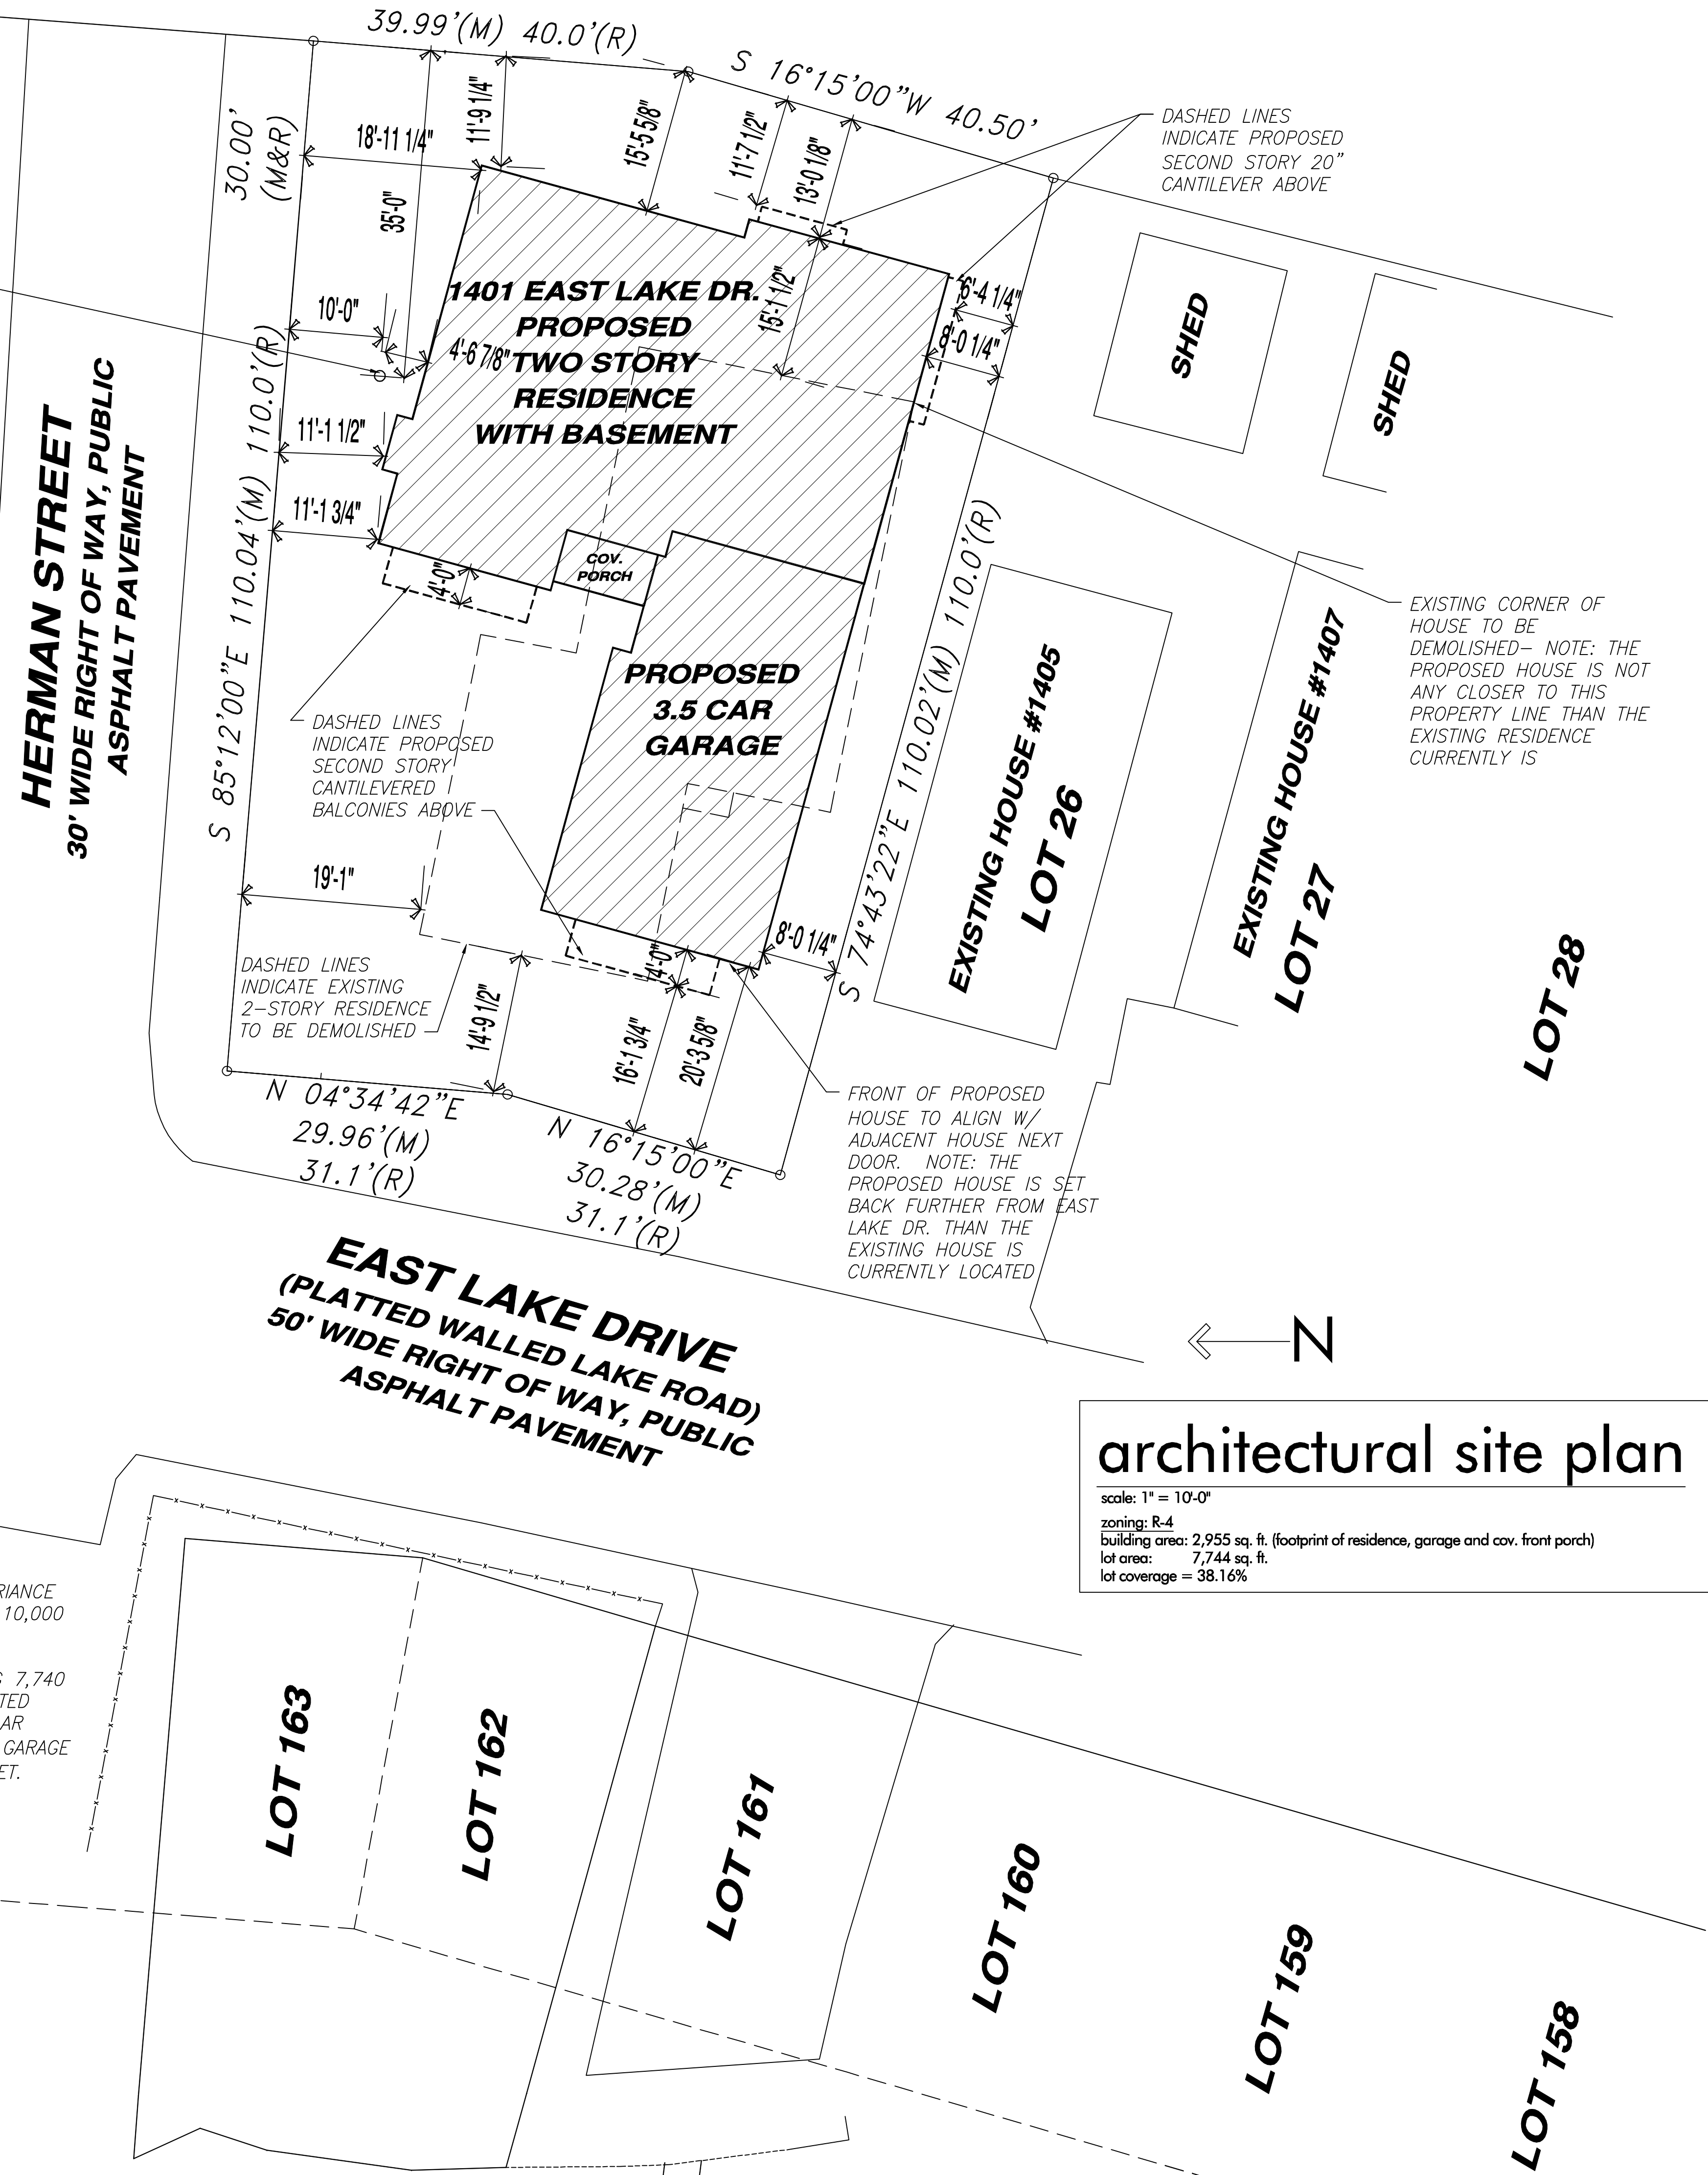 39.99'(M) 40.0'(R)
S 16°15'00"W 40.50'
30.00'
(M&R)
18'-11 1/4"
11'-9 1/4"
15'-5 5/8"
11'-7 1/2"
13'-0 1/8"
35'-0"
DASHED LINES
INDICATE PROPOSED
SECOND STORY 20"
CANTILEVER ABOVE
1401 EAST LAKE DR.
PROPOSED
TWO STORY
RESIDENCE
WITH BASEMENT
15'-1 1/2"
6'-4 1/4"
8'-0 1/4"
10'-0"
4'-6 7/8"
11'-1 1/2"
11'-1 3/4"
SHED
SHED
HERMAN STREET
30' WIDE RIGHT OF WAY, PUBLIC
ASPHALT PAVEMENT
S 85°12'00"E 110.04'(M) 110.0'(R)
COV.
PORCH
4'-0"
PROPOSED
3.5 CAR
GARAGE
S 74°43'22"E 110.02'(M) 110.0'(R)
EXISTING HOUSE #1405
LOT 26
EXISTING HOUSE #1407
LOT 27
LOT 28
EXISTING CORNER OF
HOUSE TO BE
DEMOLISHED- NOTE: THE
PROPOSED HOUSE IS NOT
ANY CLOSER TO THIS
PROPERTY LINE THAN THE
EXISTING RESIDENCE
CURRENTLY IS
DASHED LINES
INDICATE PROPOSED
SECOND STORY
CANTILEVERED
BALCONIES ABOVE
19'-1"
8'-0 1/4"
4'-0"
DASHED LINES
INDICATE EXISTING
2-STORY RESIDENCE
TO BE DEMOLISHED
14'-9 1/2"
16'-1 3/4"
20'-3 5/8"
N 04°34'42"E
29.96'(M)
31.1'(R)
N 16°15'00"E
30.28'(M)
31.1'(R)
FRONT OF PROPOSED
HOUSE TO ALIGN W/
ADJACENT HOUSE NEXT
DOOR. NOTE: THE
PROPOSED HOUSE IS SET
BACK FURTHER FROM EAST
LAKE DR. THAN THE
EXISTING HOUSE IS
CURRENTLY LOCATED
EAST LAKE DRIVE
(PLATTED WALLED LAKE ROAD)
50' WIDE RIGHT OF WAY, PUBLIC
ASPHALT PAVEMENT
N
architectural site plan
scale: 1" = 10'-0"
zoning: R-4
building area: 2,955 sq. ft. (footprint of residence, garage and cov. front porch)
lot area: 7,744 sq. ft.
lot coverage = 38.16%
10,000
7,740
GARAGE
LOT 163
LOT 162
LOT 161
LOT 160
LOT 159
LOT 158